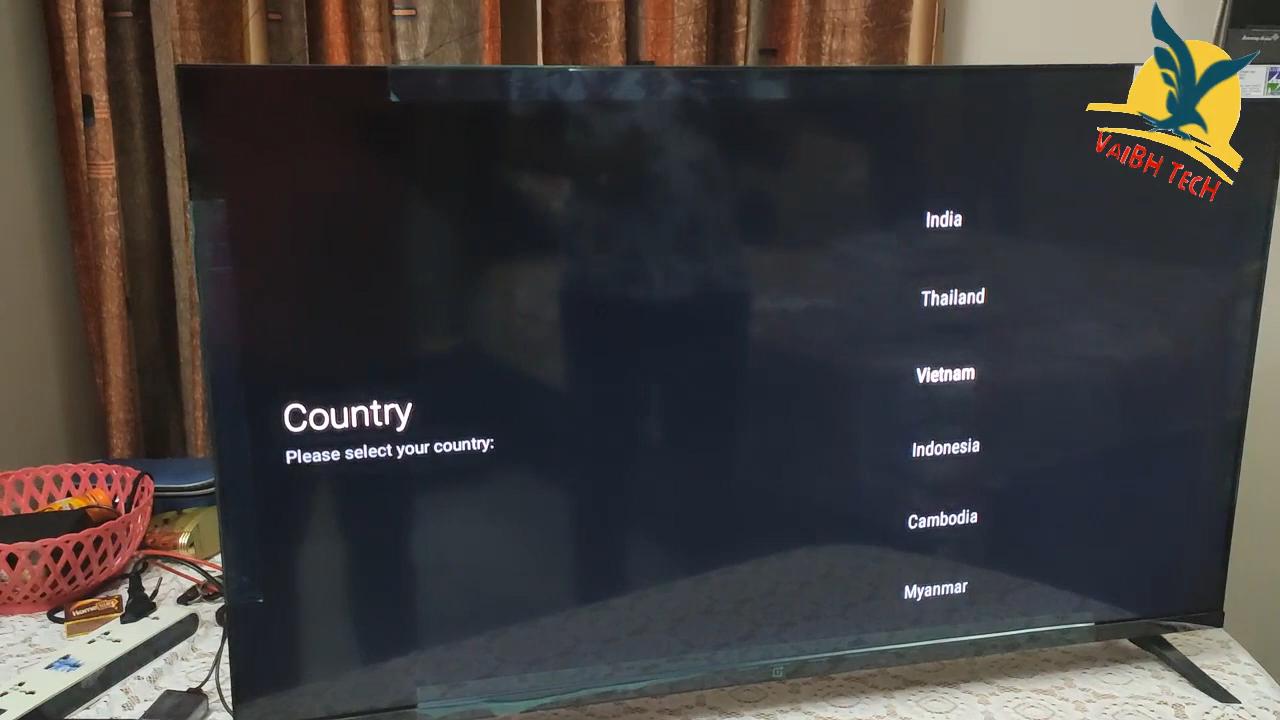 VAIBH TECH
India
Thailand
Vietnam
Country
Please select your country:
Indonesia
Cambodia
Myanmar